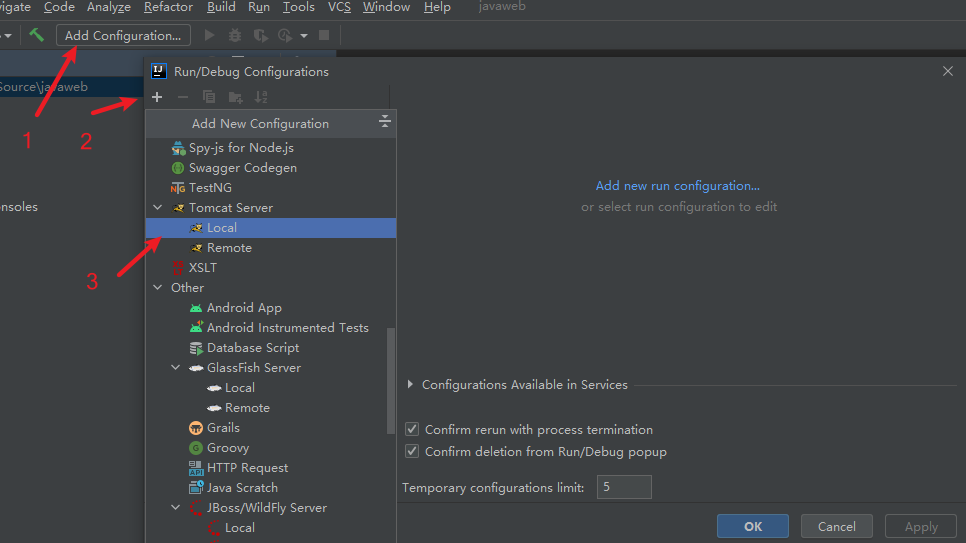 vigate Code Analyze Refactor Build Run Tools VCS Window Help javaweb
Add Configuration...
Source\javaweb
Run/Debug Configurations
1
2
Add New Configuration
Spy-js for Node.js
Swagger Codegen
TestNG
Tomcat Server
Local
Remote
XSLT
3
Other
Android App
Android Instrumented Tests
Database Script
GlassFish Server
Local
Remote
Grails
Groovy
HTTP Request
API
Java Scratch
JBoss/WildFly Server
Local
onsoles
Add new run configuration...
or select run configuration to edit
Configurations Available in Services
Confirm rerun with process termination
Confirm deletion from Run/Debug popup
Temporary configurations limit: 5
OK Cancel Apply